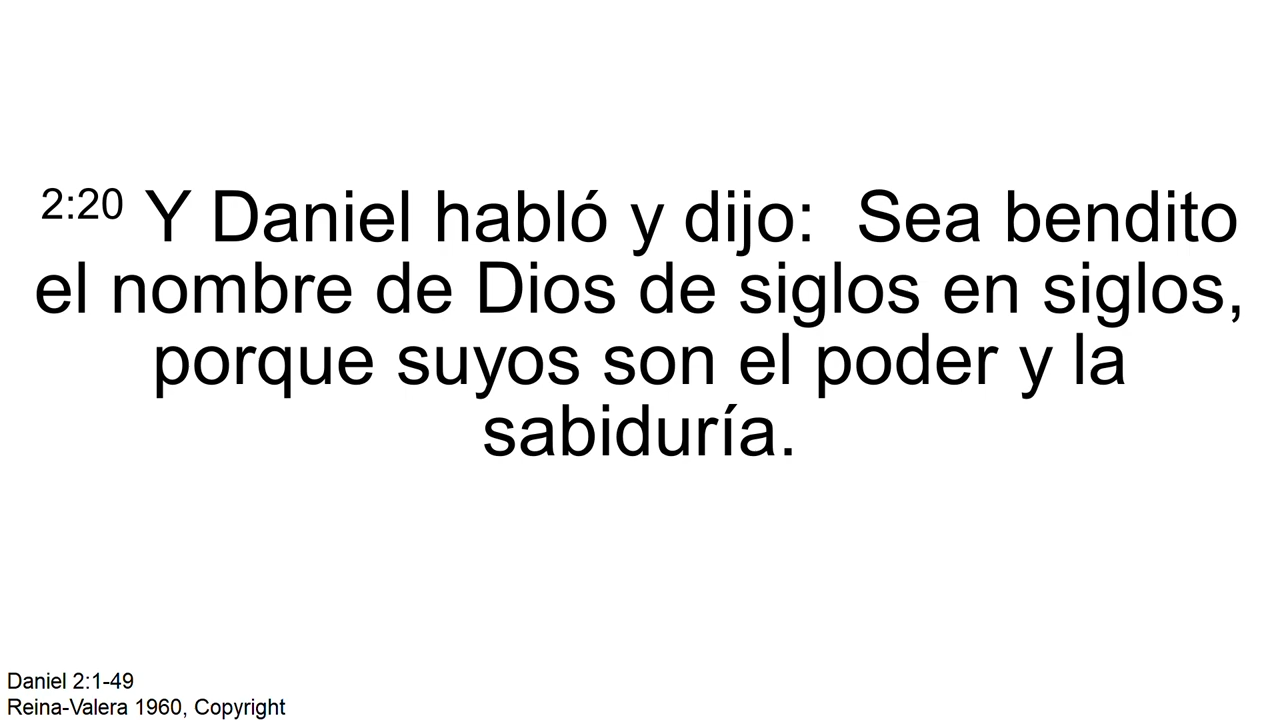 2:20 Y Daniel habló y dijo:  Sea bendito
el nombre de Dios de siglos en siglos,
porque suyos son el poder y la
sabiduría.
Daniel 2:1-49
Reina-Valera 1960, Copyright